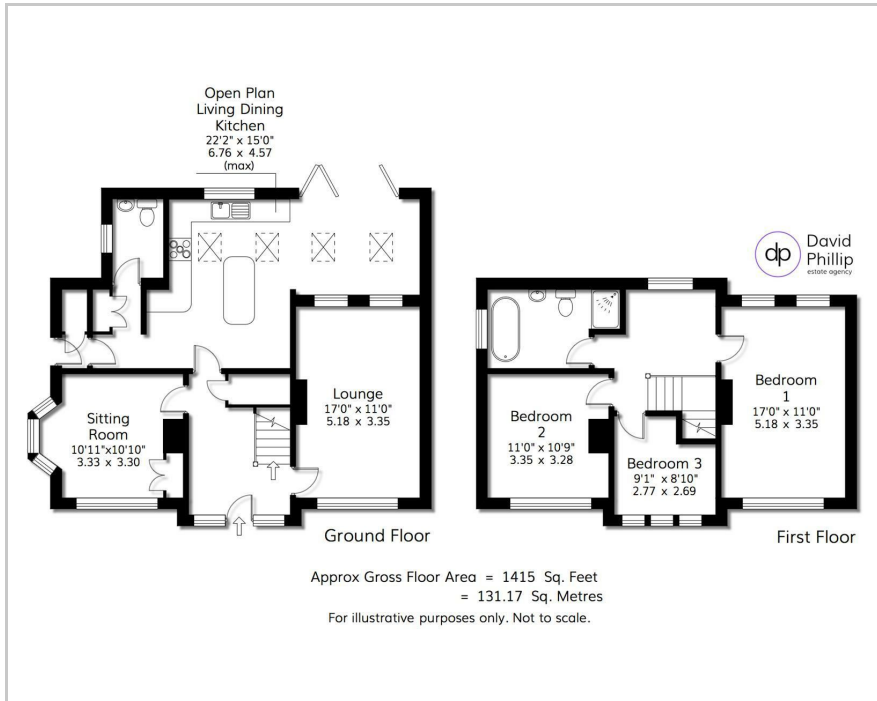 Open Plan
Living Dining
Kitchen
22'2" x 15'0"
6.76 x 4.57
(max)
Lounge
17'0" x 11'0"
5.18 x 3.35
Sitting
Room
10'11"x10'10"
3.33 x 3.30
Ground Floor
dp
David
Phillip
estate agency
Bedroom
1
17'0" x 11'0"
5.18 x 3.35
Bedroom
2
11'0" x 10'9"
3.35 x 3.28
Bedroom 3
9'1" x 8'10"
2.77 x 2.69
First Floor
Approx Gross Floor Area = 1415 Sq. Feet
= 131.17 Sq. Metres
For illustrative purposes only. Not to scale.